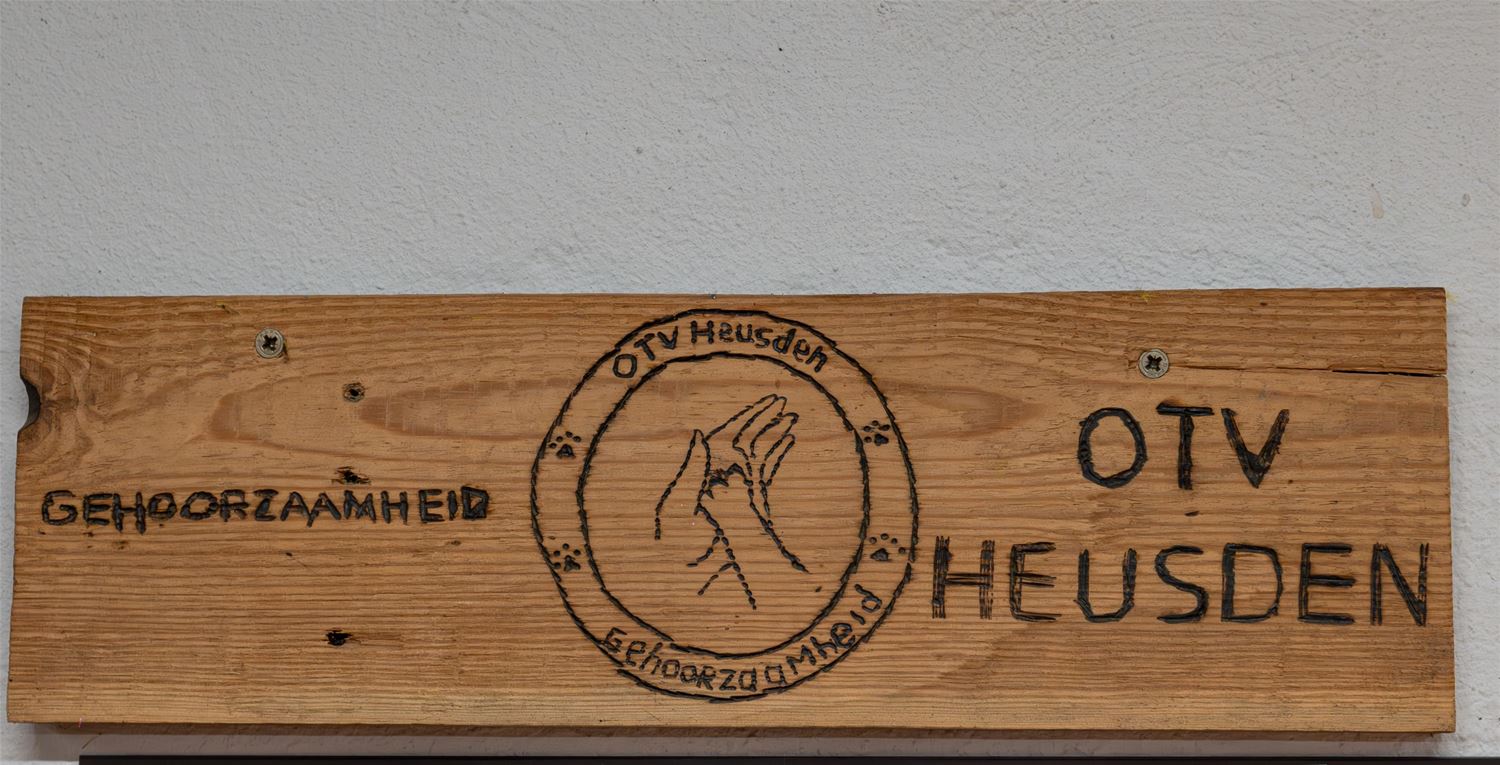 GEHOORZAAMHEID
OTV Heusden
Gehoorzaamheid
OTV
HEUSDEN